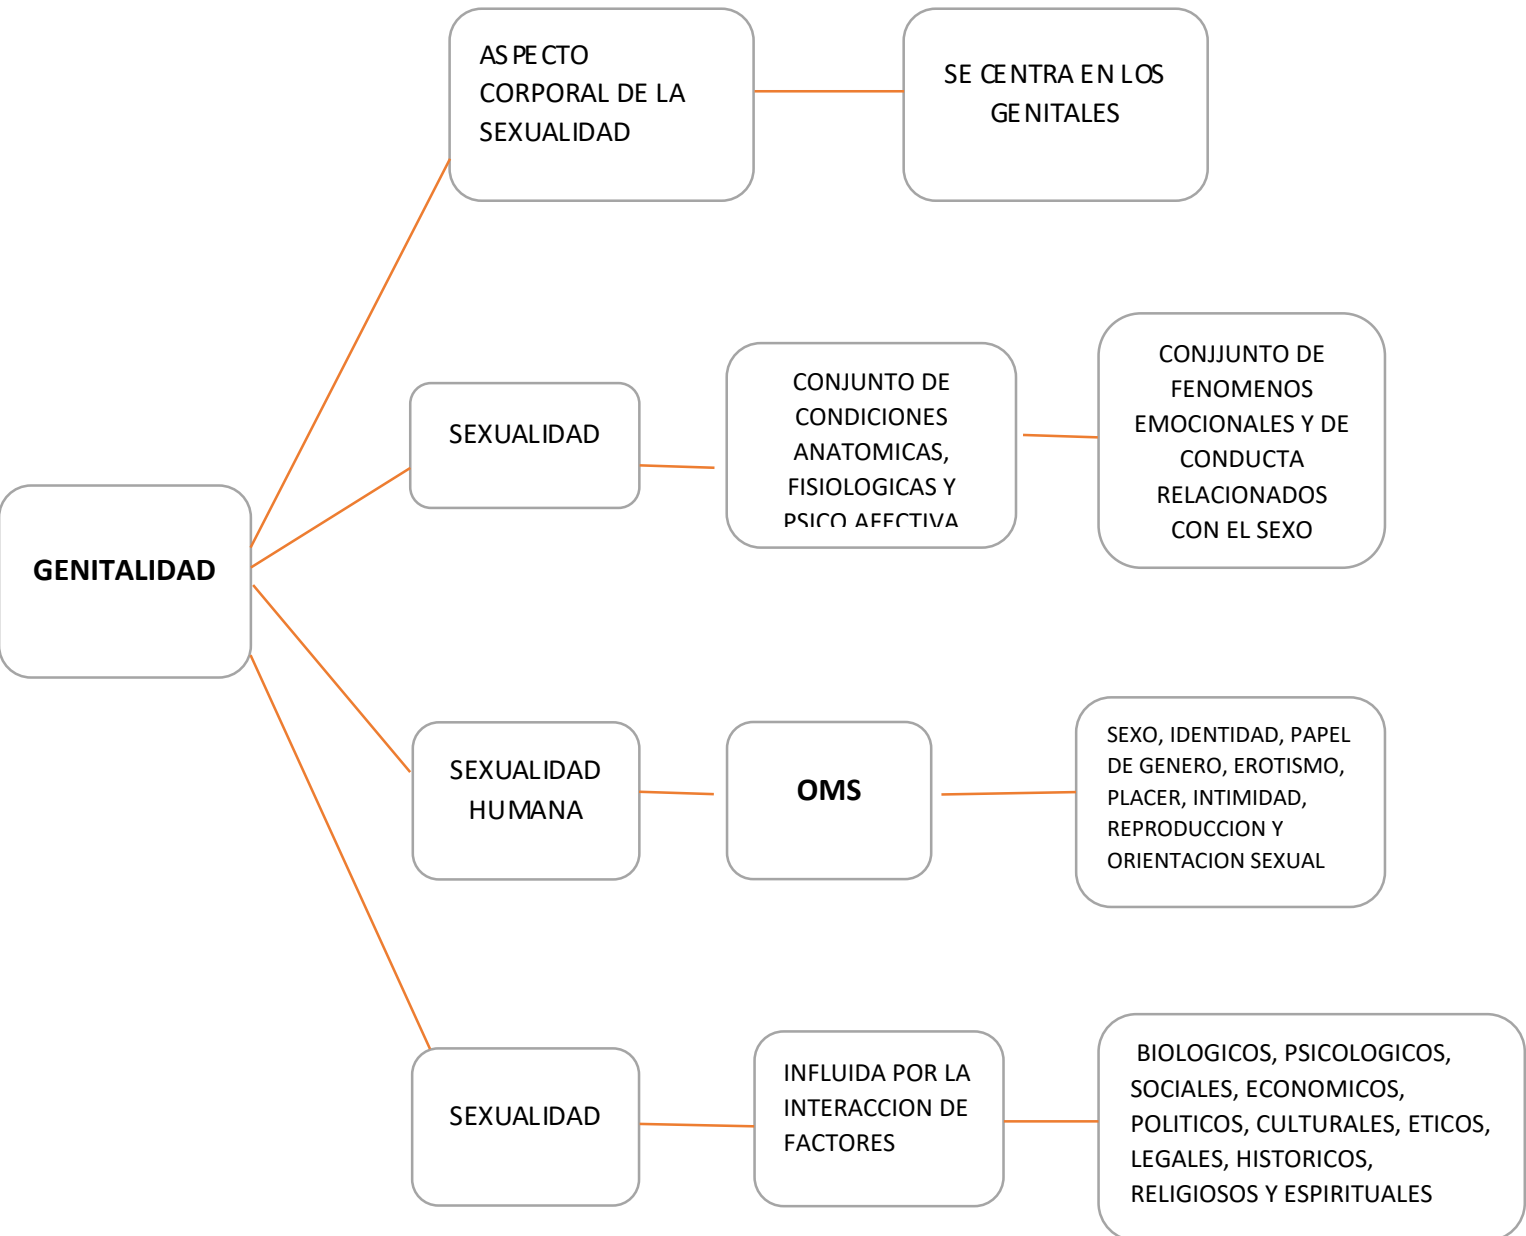 ASPECTO
CORPORAL DE LA
SEXUALIDAD
SE CENTRA EN LOS
GENITALES
GENITALIDAD
SEXUALIDAD
CONJUNTO DE
CONDICIONES
ANATOMICAS,
FISIOLOGICAS Y
PSICO AFECTIVA
CONJJUNTO DE
FENOMENOS
EMOCIONALES Y DE
CONDUCTA
RELACIONADOS
CON EL SEXO
SEXUALIDAD
HUMANA
OMS
SEXO, IDENTIDAD, PAPEL
DE GENERO, EROTISMO,
PLACER, INTIMIDAD,
REPRODUCCION Y
ORIENTACION SEXUAL
SEXUALIDAD
INFLUIDA POR LA
INTERACCION DE
FACTORES
BIOLOGICOS, PSICOLOGICOS,
SOCIALES, ECONOMICOS,
POLITICOS, CULTURALES, ETICOS,
LEGALES, HISTORICOS,
RELIGIOSOS Y ESPIRITUALES